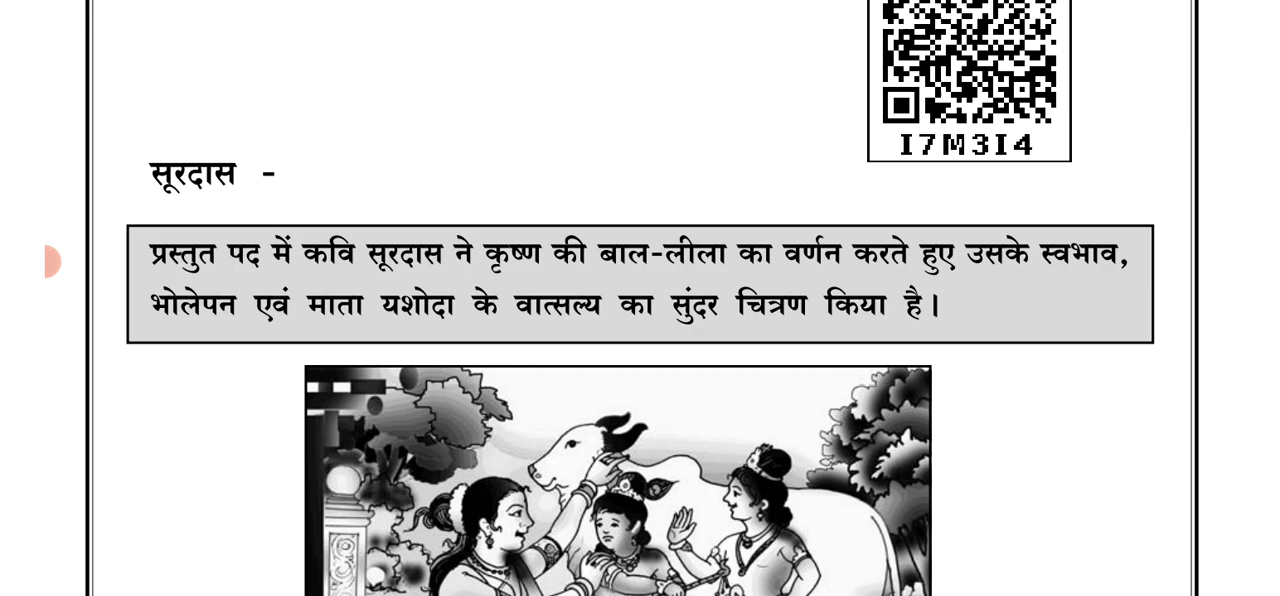 I7M3I4
सूरदास -
प्रस्तुत पद में कवि सूरदास ने कृष्ण की बाल-लीला का वर्णन करते हुए उसके स्वभाव,
भोलेपन एवं माता यशोदा के वात्सल्य का सुंदर चित्रण किया है।